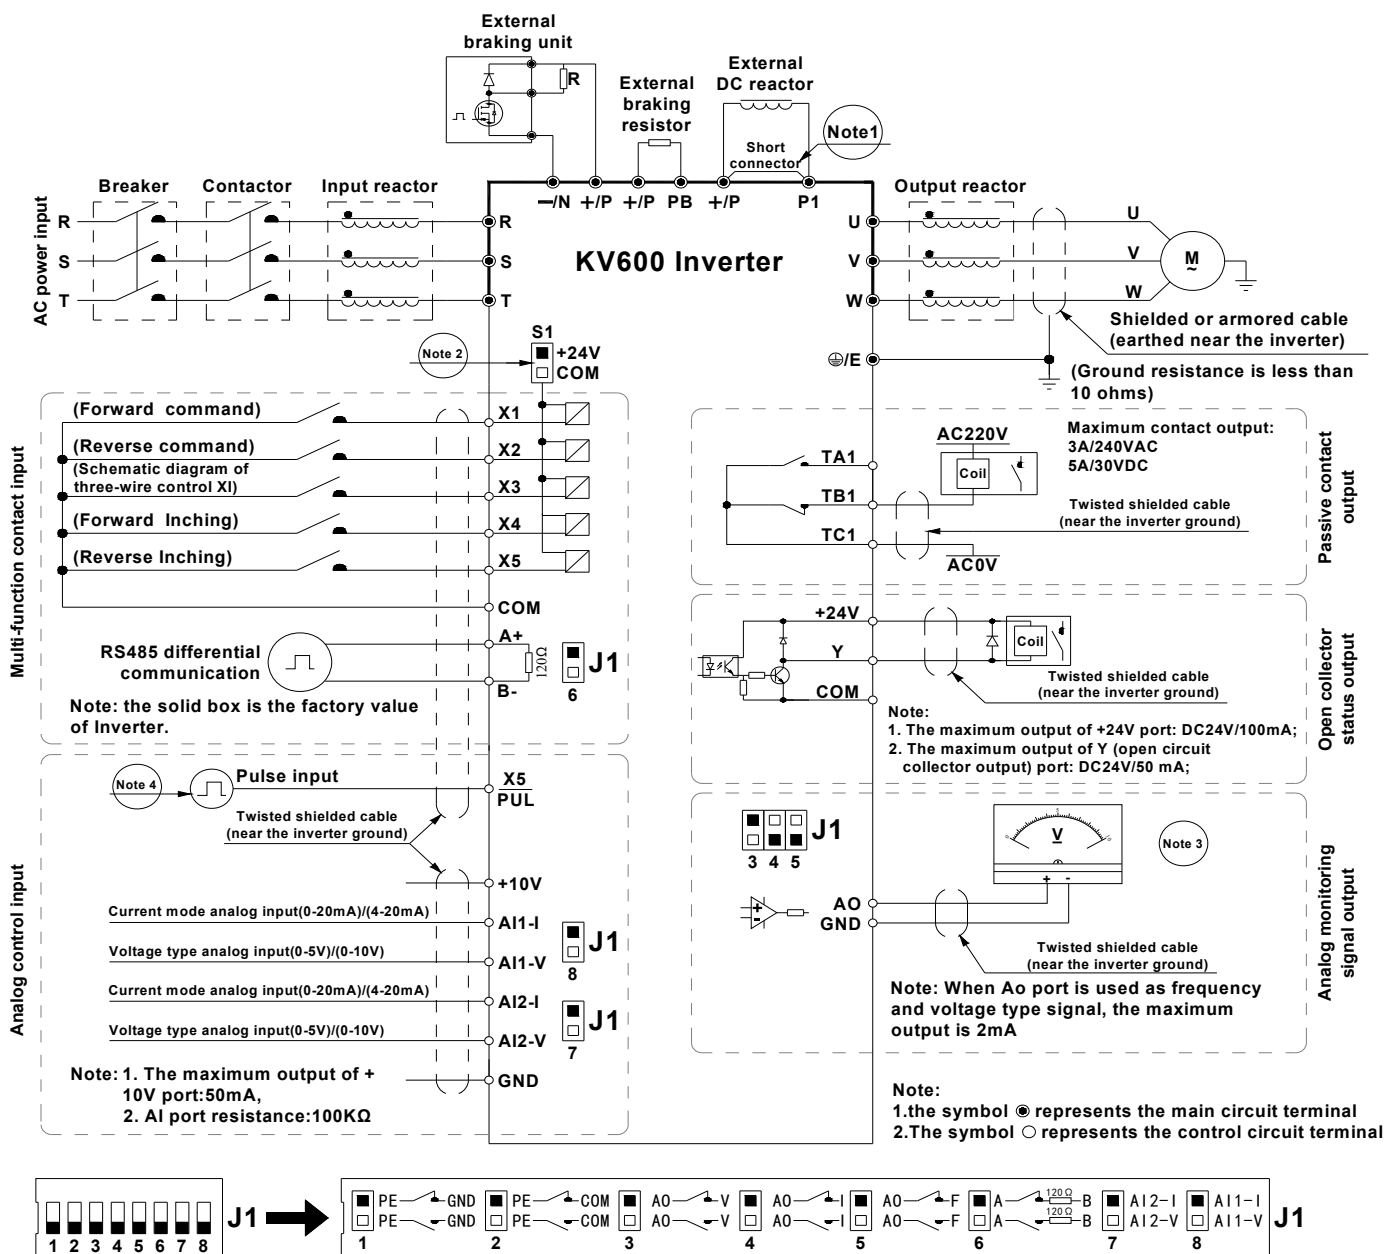 External
braking unit
R
External
braking
resistor
External
DC reactor
Short
connector
Note1
Breaker
Contactor
Input reactor
−/N +/P +/P PB +/P P1
Output reactor
AC power input
R
S
T
R
S
T
KV600 Inverter
U
V
W
U
V
W
M
~
Shielded or armored cable
(earthed near the inverter)
/E
(Ground resistance is less than
10 ohms)
Note 2
S1
+24V
COM
Multi-function contact input
(Forward command)
X1
(Reverse command)
X2
(Schematic diagram of
three-wire control XI)
X3
(Forward Inching)
X4
(Reverse Inching)
X5
COM
RS485 differential
communication
A+
B-
120Ω
J1
6
Note: the solid box is the factory value
of Inverter.
TA1
TB1
TC1
AC220V
Coil
AC0V
Maximum contact output:
3A/240VAC
5A/30VDC
Twisted shielded cable
(near the inverter ground)
Passive contact
output
+24V
Y
COM
Coil
Twisted shielded cable
(near the inverter ground)
Note:
1. The maximum output of +24V port: DC24V/100mA;
2. The maximum output of Y (open circuit
collector output) port: DC24V/50 mA;
Open collector
status output
Analog control input
Note 4
Pulse input
X5
PUL
Twisted shielded cable
(near the inverter ground)
+10V
Current mode analog input(0-20mA)/(4-20mA)
AI1-I
Voltage type analog input(0-5V)/(0-10V)
AI1-V
J1
8
Current mode analog input(0-20mA)/(4-20mA)
AI2-I
Voltage type analog input(0-5V)/(0-10V)
AI2-V
J1
7
GND
Note: 1. The maximum output of +
10V port:50mA,
2. AI port resistance:100KΩ
J1
3 4 5
0 5 10
V
+ -
Note 3
+
-
AO
GND
Twisted shielded cable
(near the inverter ground)
Note: When Ao port is used as frequency
and voltage type signal, the maximum
output is 2mA
Analog monitoring
signal output
Note:
1.the symbol ◉ represents the main circuit terminal
2.The symbol ○ represents the control circuit terminal
1 2 3 4 5 6 7 8
J1
PE GND PE COM AO V AO I AO F A 120Ω B AI2-I AI1-I
PE GND PE COM AO V AO I AO F A 120Ω B AI2-V AI1-V
1 2 3 4 5 6 7 8
J1